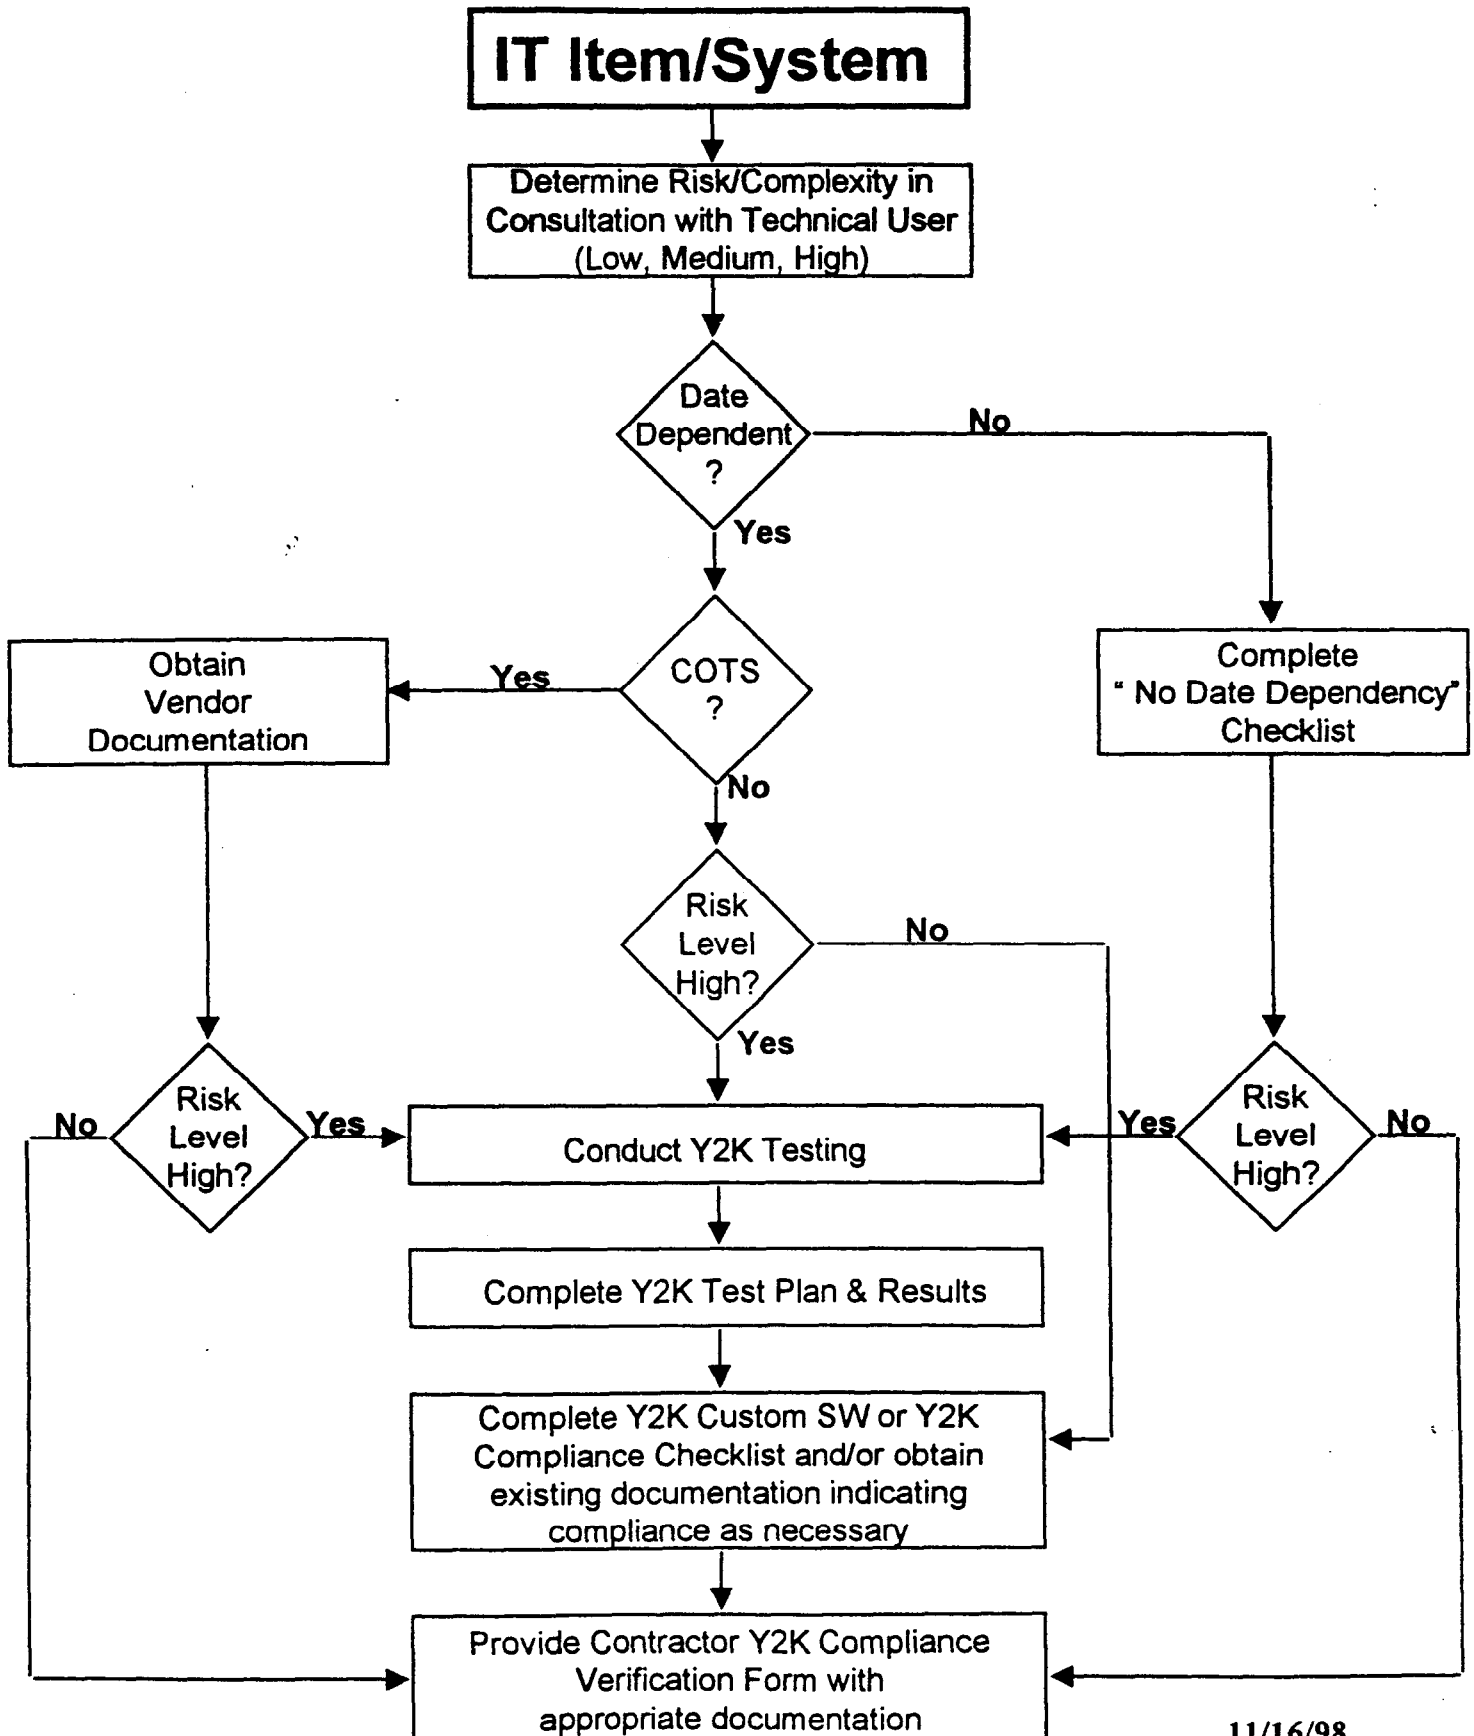 IT Item/System
Determine Risk/Complexity in
Consultation with Technical User
(Low, Medium, High)
Date
Dependent
?
No
Yes
Obtain
Vendor
Documentation
Yes
COTS
?
No
Complete
" No Date Dependency"
Checklist
Risk
Level
High?
No
Yes
No
Risk
Level
High?
Yes
Conduct Y2K Testing
Yes
Risk
Level
High?
No
Complete Y2K Test Plan & Results
Complete Y2K Custom SW or Y2K
Compliance Checklist and/or obtain
existing documentation indicating
compliance as necessary
Provide Contractor Y2K Compliance
Verification Form with
appropriate documentation
11/16/98